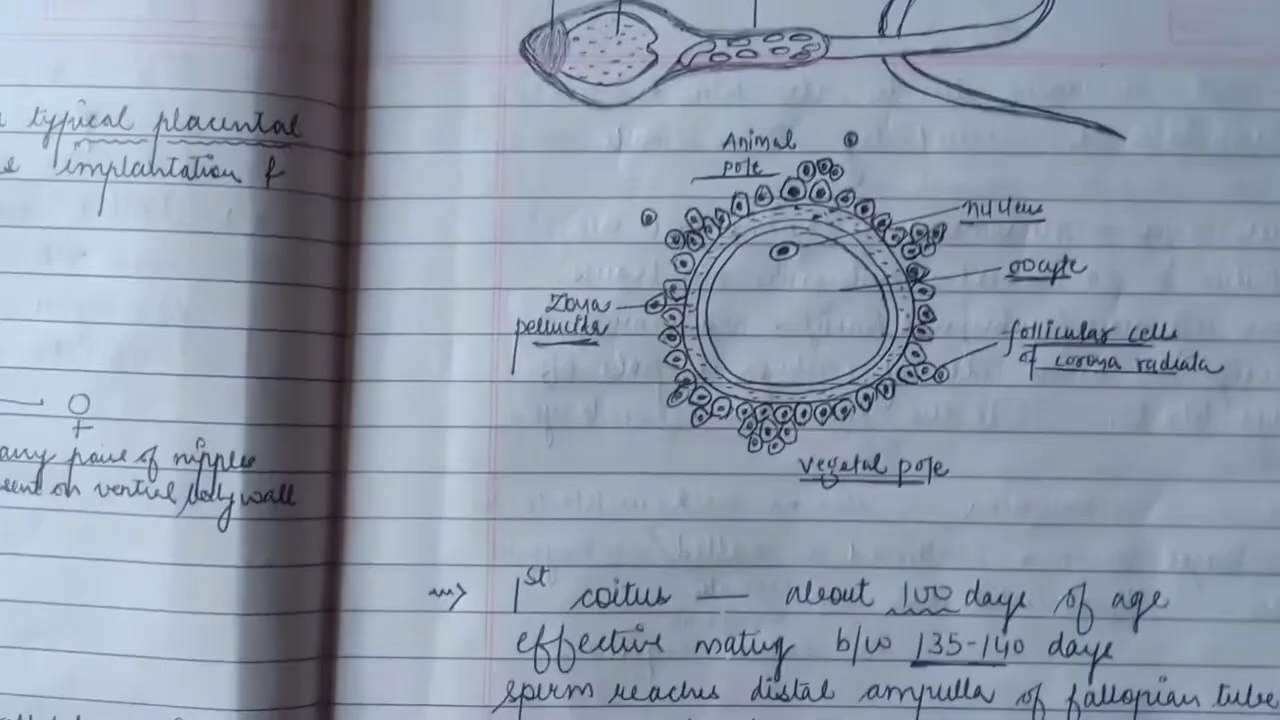 typical placental
implantation &
any pair of nipples
sent on ventral body wall
Animal
pole
nucleus
oocyte
Zona
pellucida
follicular cells
of corona radiata
vegetal pole
1st coitus — about 100 days of age
effective mating b/w 135-140 days
sperm reaches distal ampulla of fallopian tube